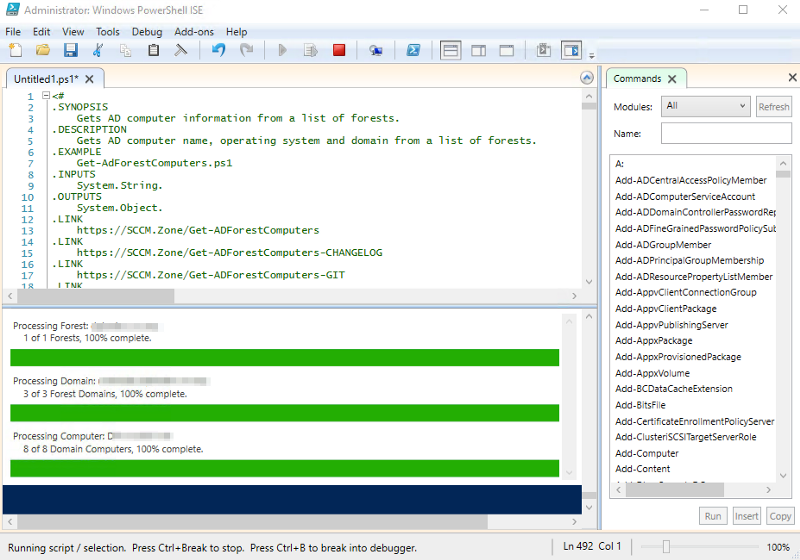 Administrator: Windows PowerShell ISE
File Edit View Tools Debug Add-ons Help
Untitled1.ps1*
1 <#
2 .SYNOPSIS
3 Gets AD computer information from a list of forests.
4 .DESCRIPTION
5 Gets AD computer name, operating system and domain from a list of forests.
6 .EXAMPLE
7 Get-AdForestComputers.ps1
8 .INPUTS
9 System.String.
10 .OUTPUTS
11 System.Object.
12 .LINK
13 https://SCCM.Zone/Get-ADForestComputers
14 .LINK
15 https://SCCM.Zone/Get-ADForestComputers-CHANGELOG
16 .LINK
17 https://SCCM.Zone/Get-ADForestComputers-GIT
18 .LINK
Processing Forest:
1 of 1 Forests, 100% complete.
Processing Domain:
3 of 3 Forest Domains, 100% complete.
Processing Computer: D
8 of 8 Domain Computers, 100% complete.
Commands
Modules: All Refresh
Name:
A:
Add-ADCentralAccessPolicyMember
Add-ADComputerServiceAccount
Add-ADDomainControllerPasswordRep
Add-ADFineGrainedPasswordPolicySub
Add-ADGroupMember
Add-ADPrincipalGroupMembership
Add-ADResourcePropertyListMember
Add-AppvClientConnectionGroup
Add-AppvClientPackage
Add-AppvPublishingServer
Add-AppxPackage
Add-AppxProvisionedPackage
Add-AppxVolume
Add-BCDataCacheExtension
Add-BitsFile
Add-CertificateEnrollmentPolicyServer
Add-ClusteriSCSITargetServerRole
Add-Computer
Add-Content
Run Insert Copy
Running script / selection. Press Ctrl+Break to stop. Press Ctrl+B to break into debugger.
Ln 492 Col 1
100%